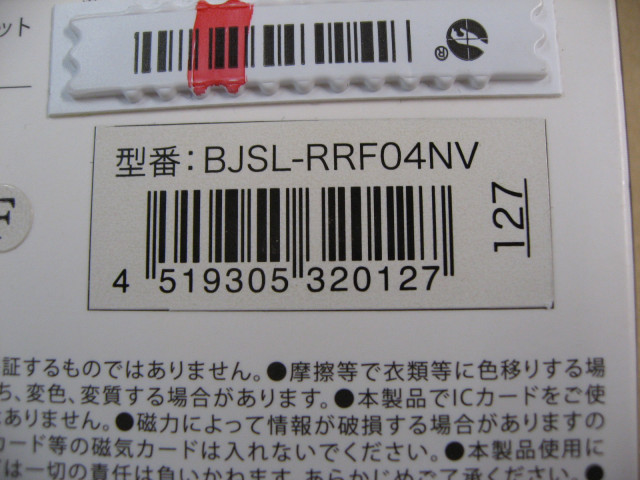 ット
®
型番：BJSL-RRF04NV
4 519305 320127
127
F
証するものではありません。●摩擦等で衣類等に色移りする場
ち、変色、変質する場合があります。●本製品でICカードをご使
はありません。●磁力によって情報が破損する場合がありますの
カード等の磁気カードは入れないでください。●本製品使用に
ては一切の責任は負いかねます。あらかじめご了承ください。●